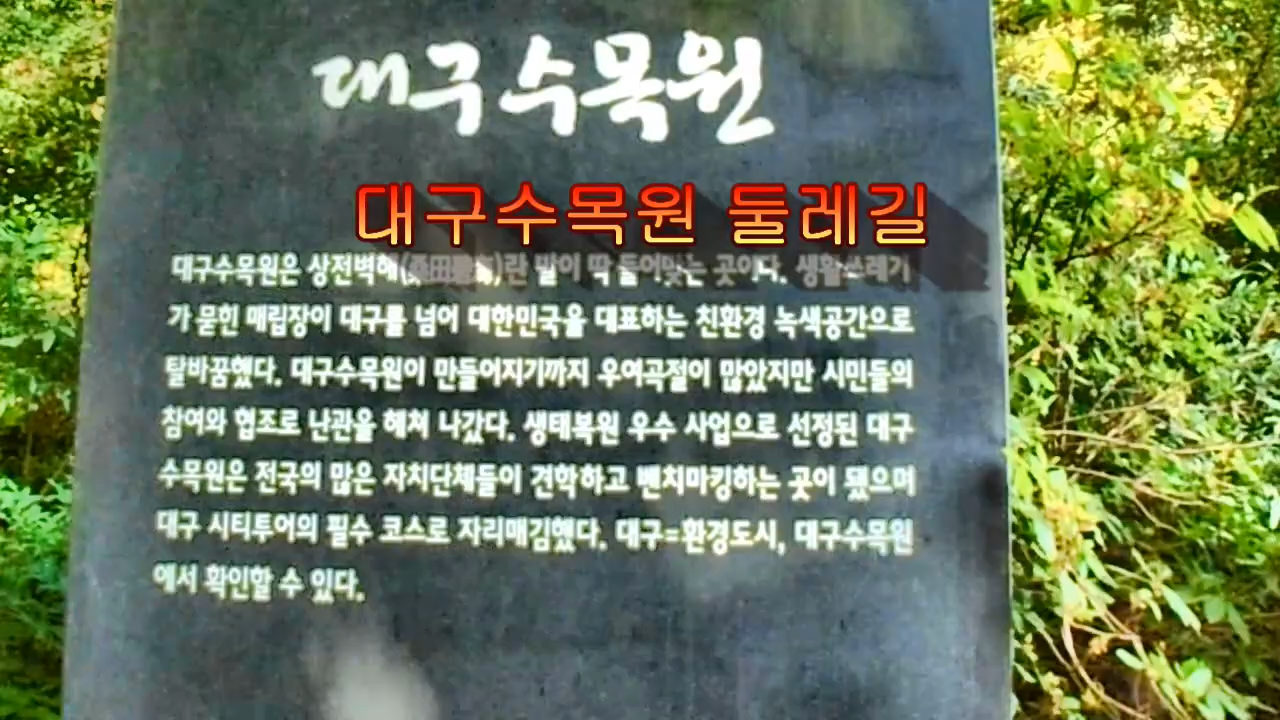 대구수목원
대구수목원 둘레길
대구수목원은 상전벽해(桑田碧海)란 말이 딱 들어맞는 곳이다. 생활쓰레기
가 묻힌 매립장이 대구를 넘어 대한민국을 대표하는 친환경 녹색공간으로
탈바꿈했다. 대구수목원이 만들어지기까지 우여곡절이 많았지만 시민들의
참여와 협조로 난관을 헤쳐 나갔다. 생태복원 우수 사업으로 선정된 대구
수목원은 전국의 많은 자치단체들이 견학하고 벤치마킹하는 곳이 됐으며
대구 시티투어의 필수 코스로 자리매김했다. 대구=환경도시, 대구수목원
에서 확인할 수 있다.